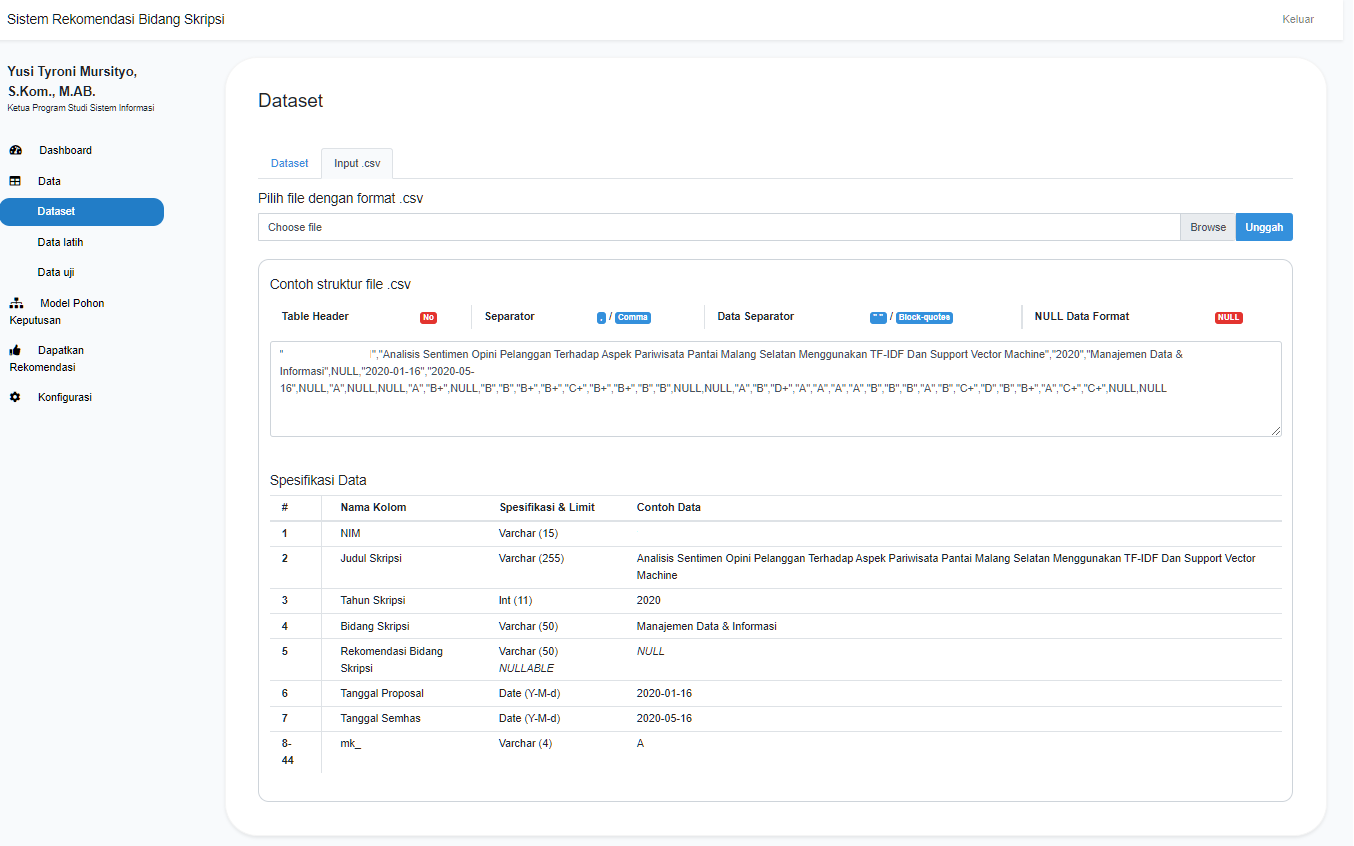 Sistem Rekomendasi Bidang Skripsi
Keluar
Yusi Tyroni Mursityo,
S.Kom., M.AB.
Ketua Program Studi Sistem Informasi
Dashboard
Data
Dataset
Data latih
Data uji
Model Pohon
Keputusan
Dapatkan
Rekomendasi
Konfigurasi
Dataset
Dataset
Input .csv
Pilih file dengan format .csv
Choose file
Browse
Unggah
Contoh struktur file .csv
Table Header No
Separator , / Comma
Data Separator " " / Block-quotes
NULL Data Format NULL
" ","Analisis Sentimen Opini Pelanggan Terhadap Aspek Pariwisata Pantai Malang Selatan Menggunakan TF-IDF Dan Support Vector Machine","2020","Manajemen Data &
Informasi",NULL,"2020-01-16","2020-05-
16",NULL,"A",NULL,NULL,"A","B+",NULL,"B","B","B+","B+","C+","B+","B+","B","B",NULL,NULL,"A","B","D+","A","A","A","A","B","B","B","A","B","C+","D","B","B+","A","C+","C+",NULL,NULL
Spesifikasi Data
# Nama Kolom Spesifikasi & Limit Contoh Data
1 NIM Varchar (15)
2 Judul Skripsi Varchar (255) Analisis Sentimen Opini Pelanggan Terhadap Aspek Pariwisata Pantai Malang Selatan Menggunakan TF-IDF Dan Support Vector
Machine
3 Tahun Skripsi Int (11) 2020
4 Bidang Skripsi Varchar (50) Manajemen Data & Informasi
5 Rekomendasi Bidang Varchar (50) NULL
Skripsi NULLABLE
6 Tanggal Proposal Date (Y-M-d) 2020-01-16
7 Tanggal Semhas Date (Y-M-d) 2020-05-16
8- mk_ Varchar (4) A
44